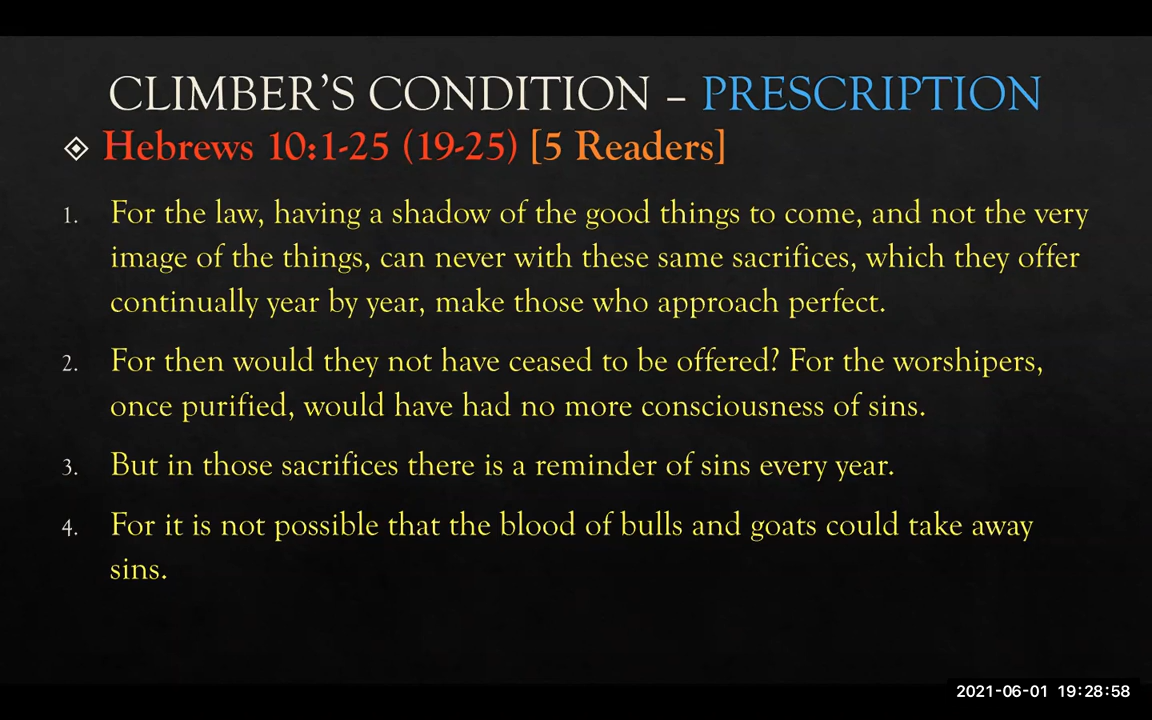 CLIMBER’S CONDITION – PRESCRIPTION
Hebrews 10:1-25 (19-25) [5 Readers]
1. For the law, having a shadow of the good things to come, and not the very
image of the things, can never with these same sacrifices, which they offer
continually year by year, make those who approach perfect.
2. For then would they not have ceased to be offered? For the worshipers,
once purified, would have had no more consciousness of sins.
3. But in those sacrifices there is a reminder of sins every year.
4. For it is not possible that the blood of bulls and goats could take away
sins.
2021-06-01 19:28:58